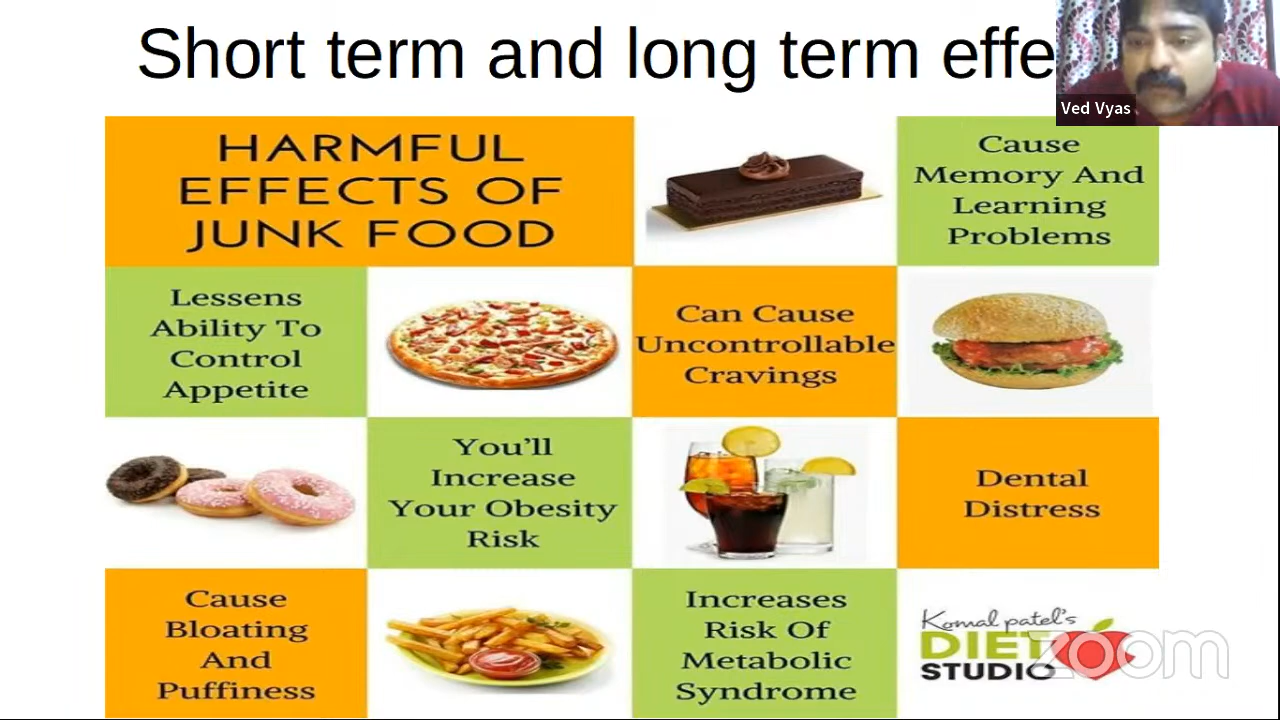 Short term and long term effe
Ved Vyas
HARMFUL
EFFECTS OF
JUNK FOOD
Cause
Memory And
Learning
Problems
Lessens
Ability To
Control
Appetite
Can Cause
Uncontrollable
Cravings
You'll
Increase
Your Obesity
Risk
Dental
Distress
Cause
Bloating
And
Puffiness
Increases
Risk Of
Metabolic
Syndrome
Komal patel's
DIET
STUDIO
zoom